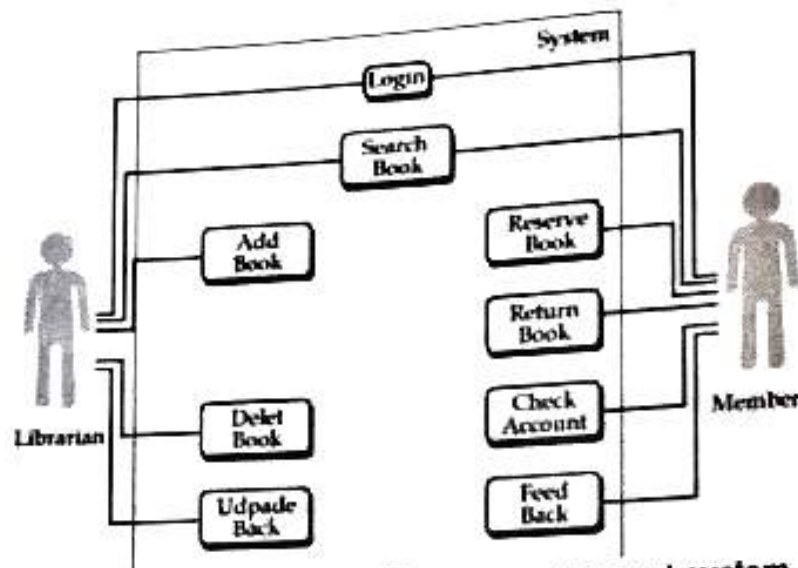 System
Login
Search
Book
Add
Book
Reserve
Book
Return
Book
Librarian
Delet
Book
Check
Account
Member
Udpade
Back
Feed
Back
system